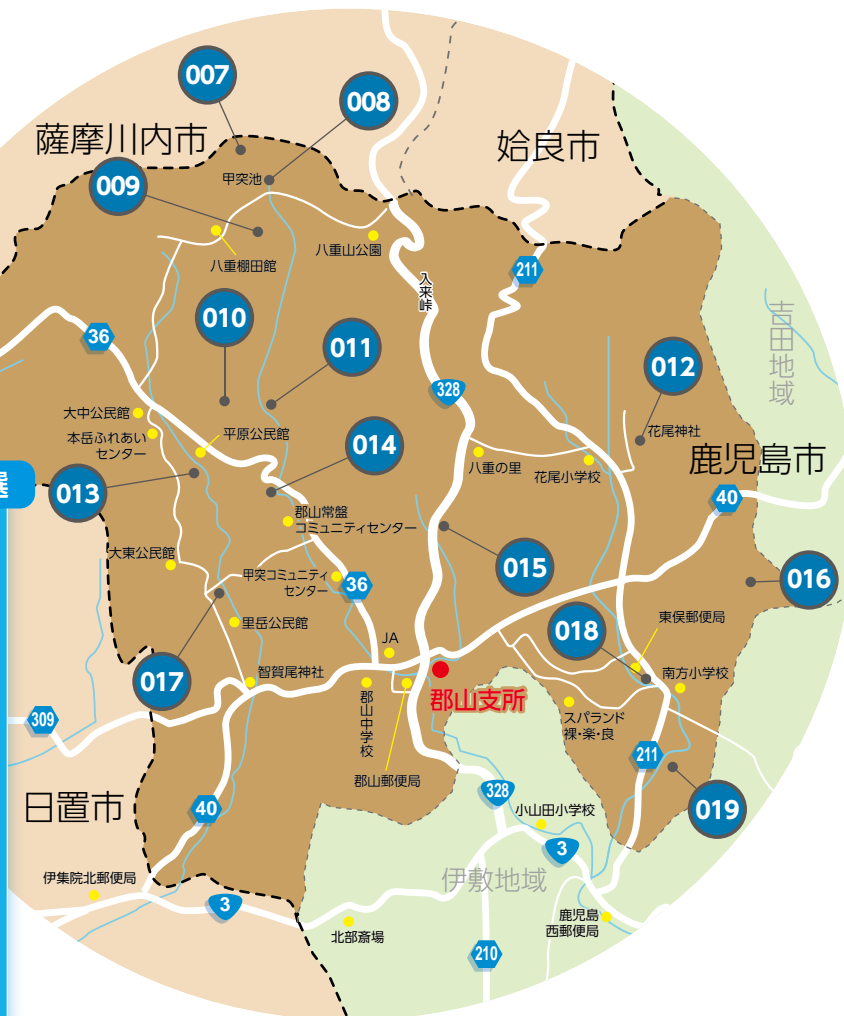 007
008
薩摩川内市
姶良市
009
甲突池
八重棚田館
八重山公園
入来峠
211
吉田地域
010
36
011
012
328
大中公民館
本岳ふれあい
センター
平原公民館
014
花尾神社
八重の里
花尾小学校
鹿児島市
013
40
郡山常盤
コミュニティセンター
大東公民館
015
甲突コミュニティ
センター
36
016
里岳公民館
018
東俣郵便局
JA
017
智賀尾神社
郡山支所
南方小学校
郡山中学校
スパランド
裸・楽・良
309
211
郡山郵便局
日置市
40
328
小山田小学校
019
3
伊集院北郵便局
伊敷地域
3
鹿児島
西郵便局
北部斎場
210